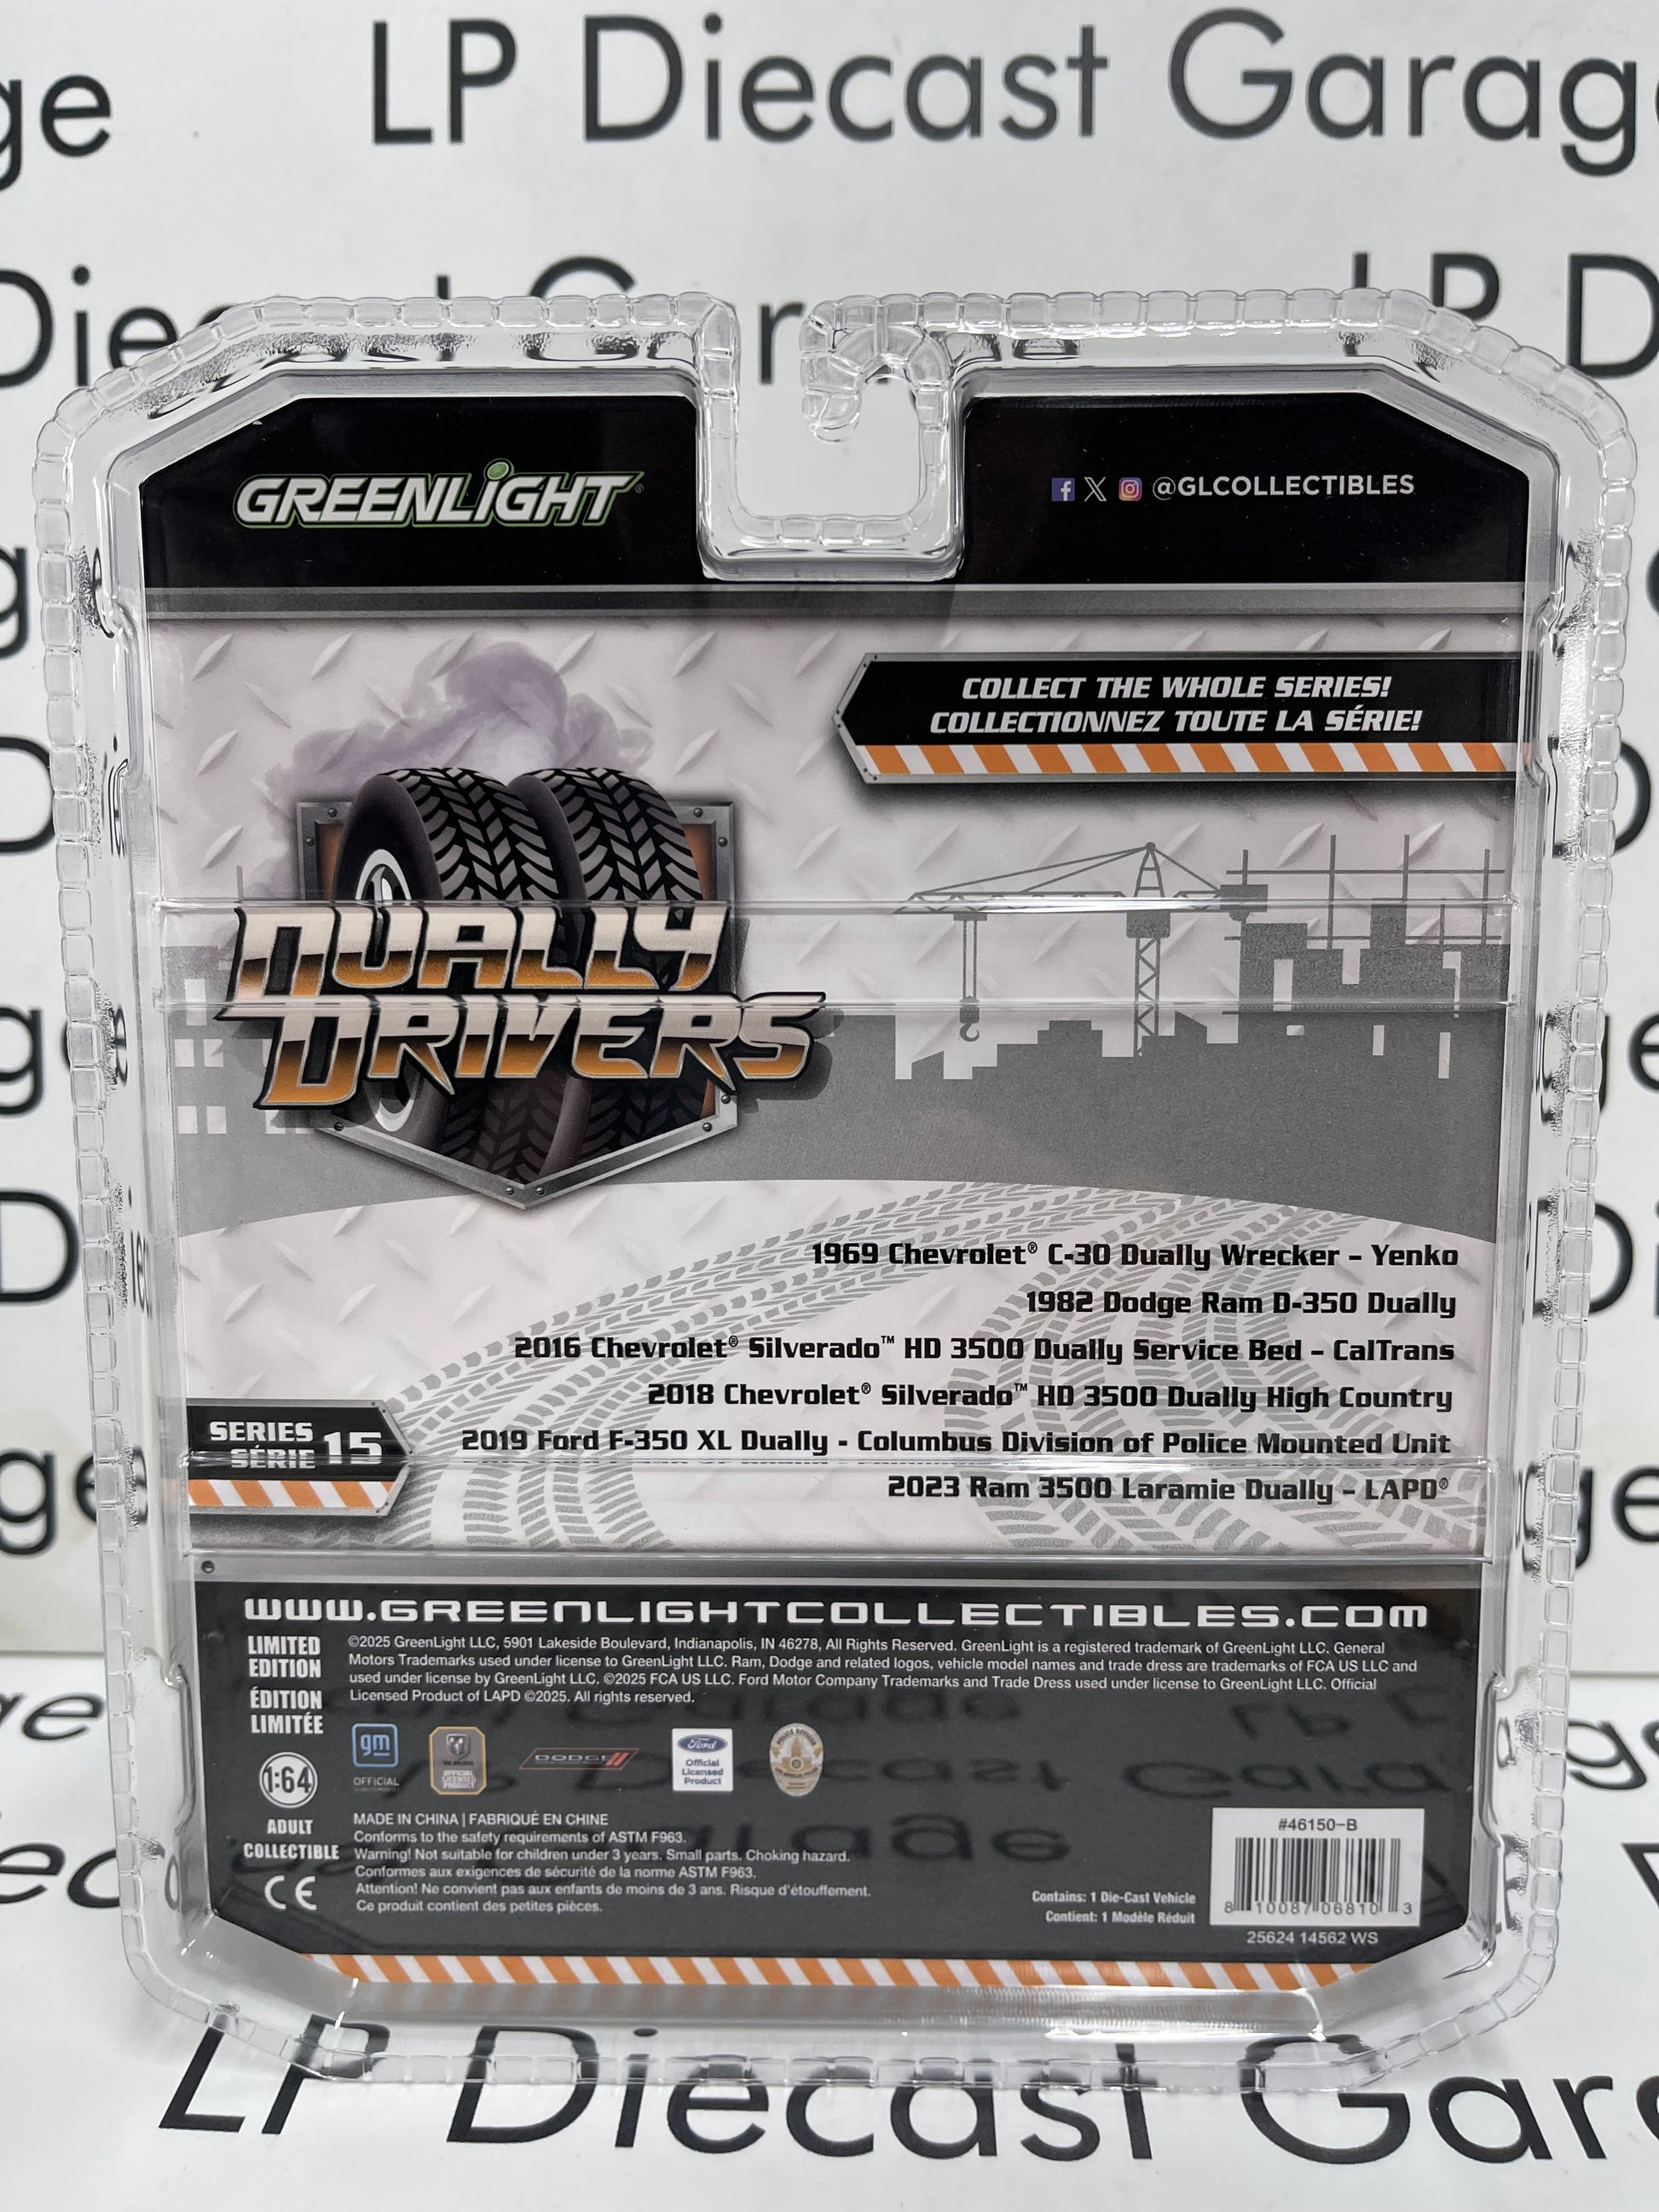 ge LP Diecast Garage
Die
LP D
GREENLiGHT®
@GLCOLLECTIBLES
COLLECT THE WHOLE SERIES!
COLLECTIONNEZ TOUTE LA SÉRIE!
DUALLY
DRIVERS
1969 Chevrolet® C-30 Dually Wrecker – Yenko
1982 Dodge Ram D-350 Dually
2016 Chevrolet® Silverado™ HD 3500 Dually Service Bed – CalTrans
2018 Chevrolet® Silverado™ HD 3500 Dually High Country
2019 Ford F-350 XL Dually - Columbus Division of Police Mounted Unit
2023 Ram 3500 Laramie Dually – LAPD®
SERIES
SÉRIE 15
WWW.GREENLIGHTCOLLECTIBLES.COM
LIMITED
EDITION
ÉDITION
LIMITÉE
©2025 GreenLight LLC, 5901 Lakeside Boulevard, Indianapolis, IN 46278, All Rights Reserved. GreenLight is a registered trademark of GreenLight LLC. General
Motors Trademarks used under license to GreenLight LLC. Ram, Dodge and related logos, vehicle model names and trade dress are trademarks of FCA US LLC and
used under license by GreenLight LLC. ©2025 FCA US LLC. Ford Motor Company Trademarks and Trade Dress used under license to GreenLight LLC. Official
Licensed Product of LAPD ©2025. All rights reserved.
gm
OFFICIAL
OFFICIAL
LICENSED
PRODUCT
DODGE
Ford
Official
Licensed
Product
1:64
ADULT
COLLECTIBLE
CE
MADE IN CHINA | FABRIQUÉ EN CHINE
Conforms to the safety requirements of ASTM F963.
Warning! Not suitable for children under 3 years. Small parts. Choking hazard.
Conformes aux exigences de sécurité de la norme ASTM F963.
Attention! Ne convient pas aux enfants de moins de 3 ans. Risque d'étouffement.
Ce produit contient des petites pièces.
Contains: 1 Die-Cast Vehicle
Contient: 1 Modèle Réduit
#46150-B
8 10087 06810 3
25624 14562 WS
LP Diecast Gara